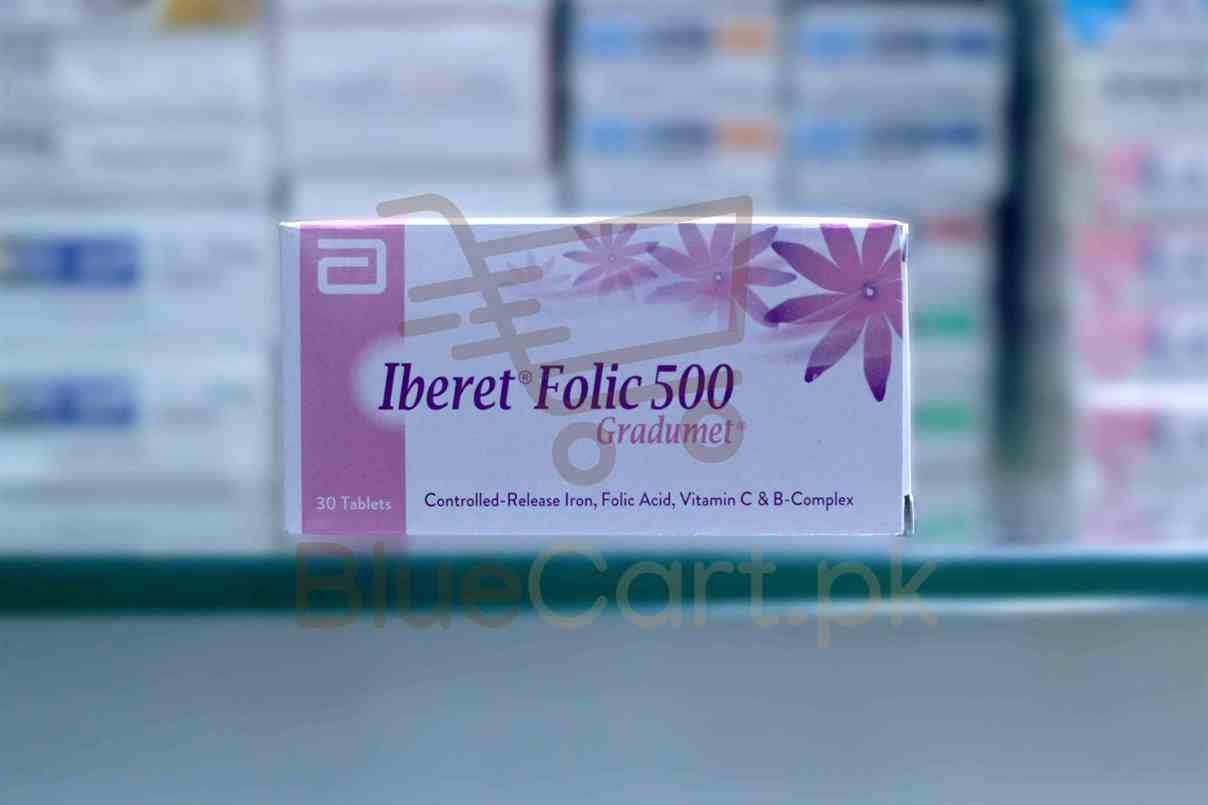 Iberet® Folic 500
Gradumet®
30 Tablets
Controlled-Release Iron, Folic Acid, Vitamin C & B-Complex
BlueCart.pk